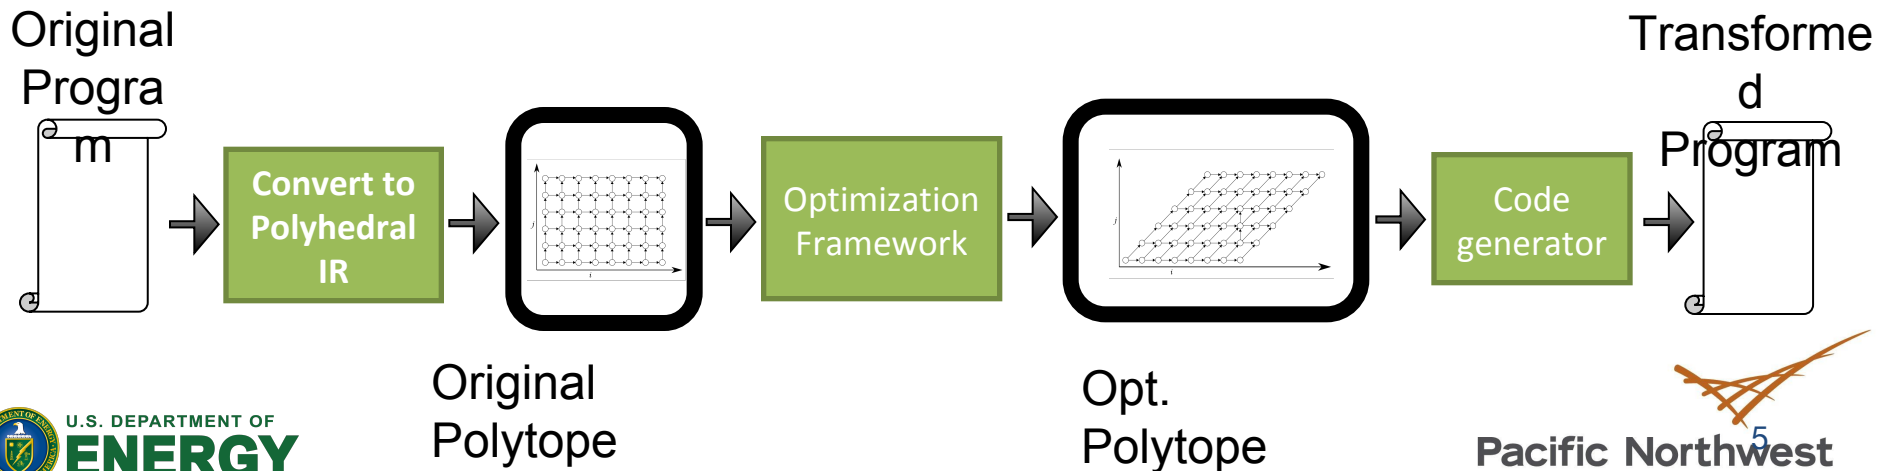 Original
Progra
m
Convert to
Polyhedral
IR
j
i
Original
Polytope
Optimization
Framework
j
i
Opt.
Polytope
Code
generator
Transforme
d
Program
U.S. DEPARTMENT OF
ENERGY
Pacific Northwest
5